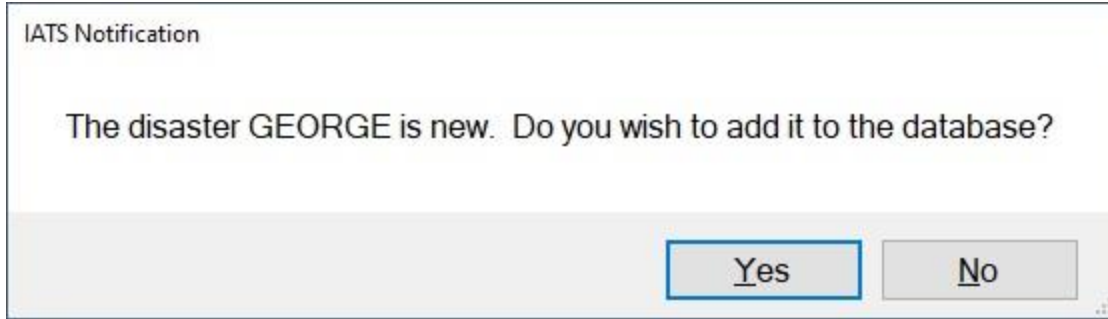 IATS Notification
The disaster GEORGE is new.  Do you wish to add it to the database?
Yes
No